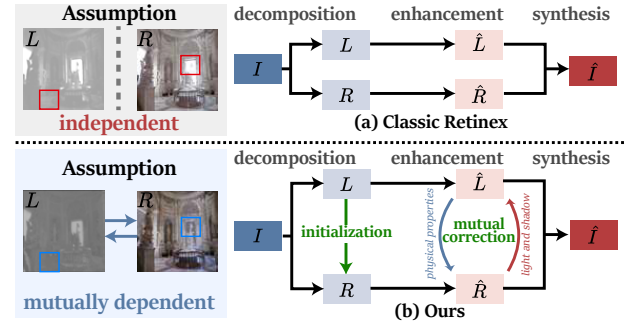 Assumption
L
R
independent
decomposition enhancement synthesis
I
L
L̂
R
R̂
Î
(a) Classic Retinex
Assumption
L
R
mutually dependent
decomposition enhancement synthesis
I
L
L̂
initialization
physical properties
mutual
correction
light and shadow
R
R̂
Î
(b) Ours